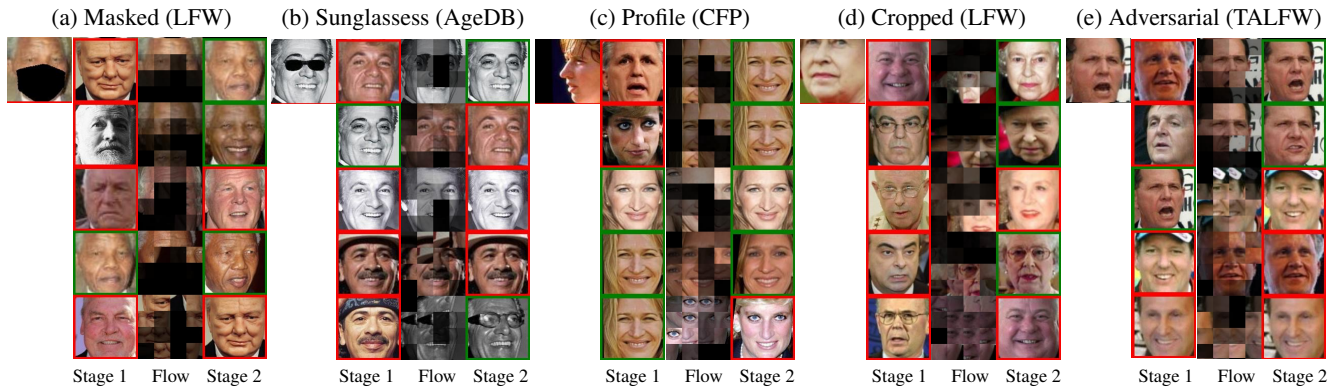 (a) Masked (LFW) (b) Sunglassess (AgeDB) (c) Profile (CFP) (d) Cropped (LFW) (e) Adversarial (TALFW)
Stage 1 Flow Stage 2 Stage 1 Flow Stage 2 Stage 1 Flow Stage 2 Stage 1 Flow Stage 2 Stage 1 Flow Stage 2